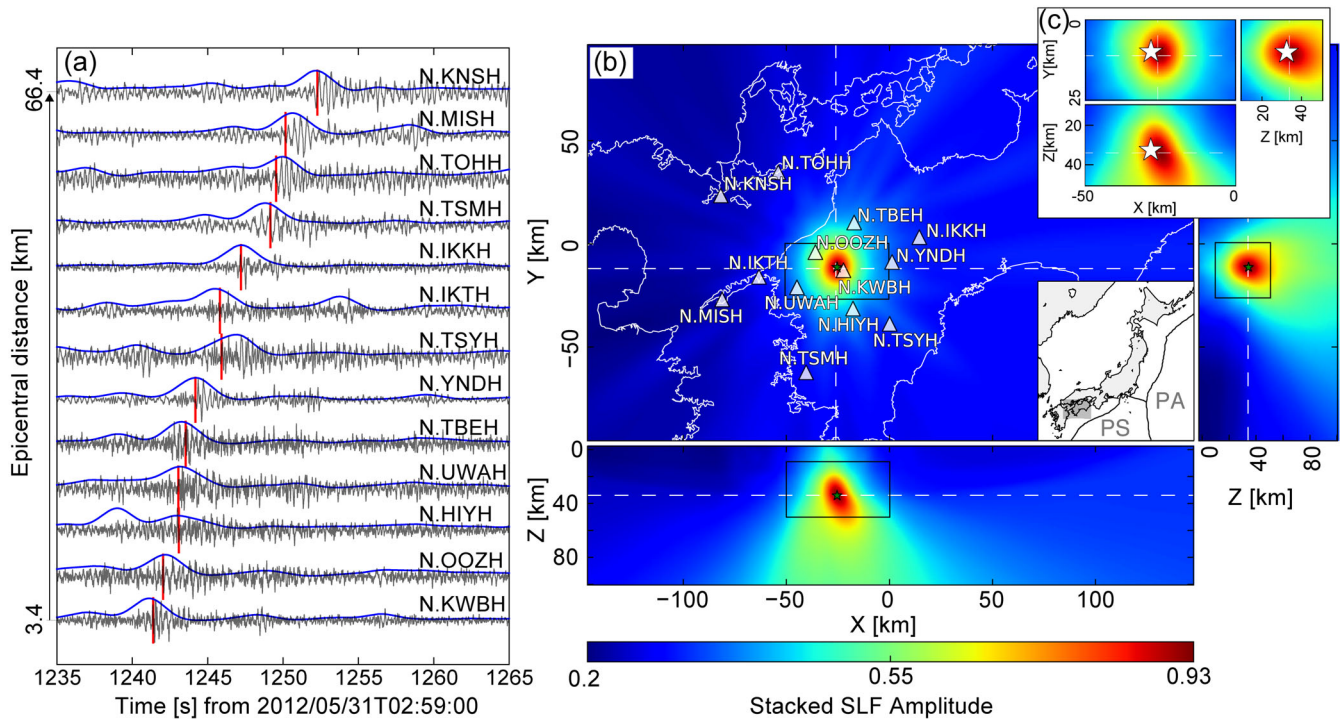 (a)
N.KNSH
N.MISH
N.TOHH
N.TSMH
N.IKKH
N.IKTH
N.TSYH
N.YNDH
N.TBEH
N.UWAH
N.HIYH
N.OOZH
N.KWBH
66.4
Epicentral distance [km]
3.4
1235 1240 1245 1250 1255 1260 1265
Time [s] from 2012/05/31T02:59:00
(b)
50
0
−50
Y [km]
N.TOHH
N.KNSH
N.TBEH
N.IKKH
N.OOZH
N.YNDH
N.IKTH
N.KWBH
N.UWAH
N.MISH
N.HIYH
N.TSYH
N.TSMH
PA
PS
0
40
80
Z [km]
−100 −50 0 50 100
X [km]
0 40 80
Z [km]
(c)
0
25
Y[km]
20 40
Z [km]
20
40
Z[km]
−50 0
X [km]
0.2 0.55 0.93
Stacked SLF Amplitude